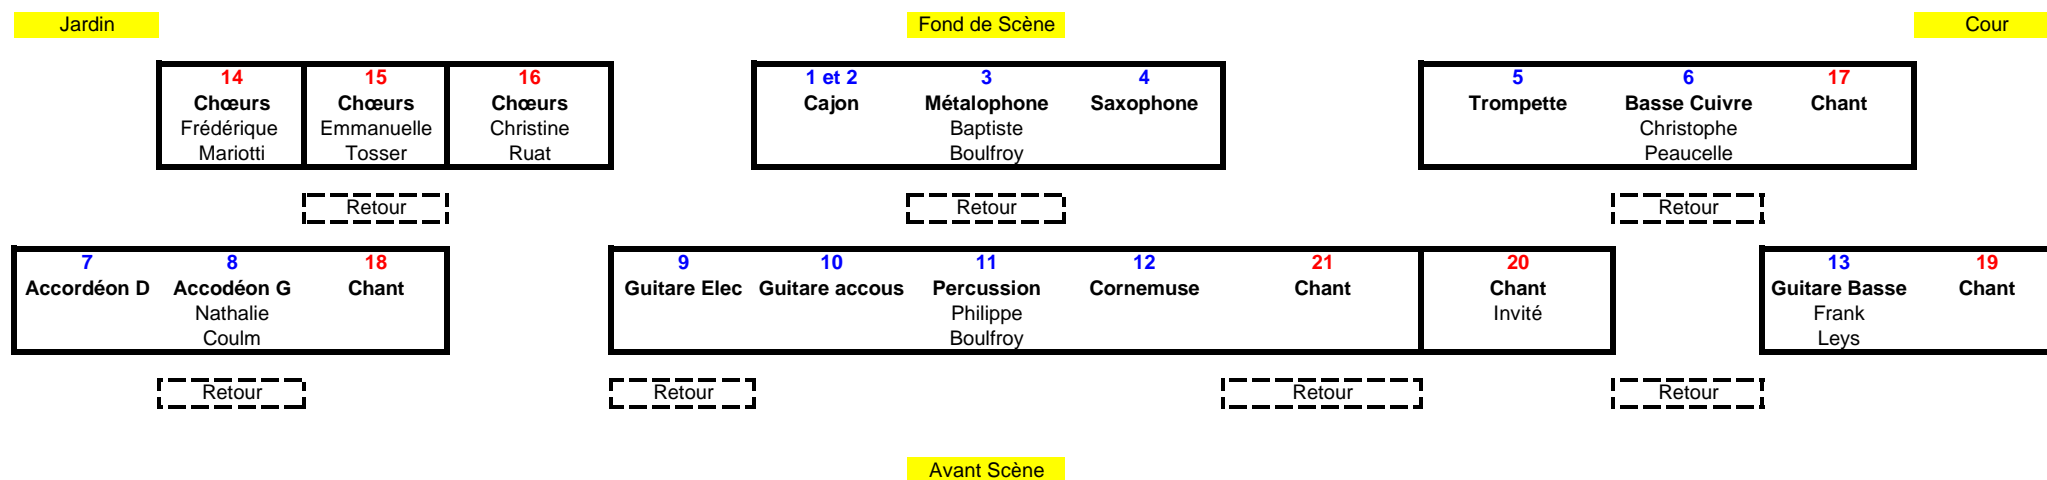 Jardin Fond de Scène Cour
14 15 16 1 et 2 3 4 5 6 17
Chœurs Chœurs Chœurs Cajon Métalophone Saxophone Trompette Basse Cuivre Chant
Frédérique Emmanuelle Christine Baptiste Christophe
Mariotti Tosser Ruat Boulfroy Peaucelle
Retour Retour Retour
7 8 18 9 10 11 12 21 20 13 19
Accordéon D Accodéon G Chant Guitare Elec Guitare accous Percussion Cornemuse Chant Chant Guitare Basse Chant
Nathalie Philippe Invité Frank
Coulm Boulfroy Leys
Retour Retour Retour Retour
Avant Scène